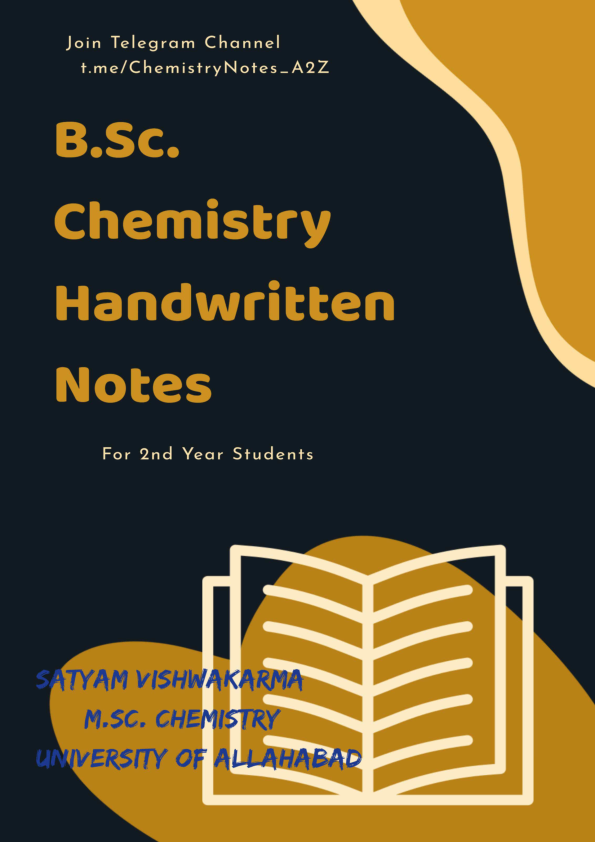 Join Telegram Channel
t.me/ChemistryNotes_A2Z
B.Sc.
Chemistry
Handwritten
Notes
For 2nd Year Students
SATYAM VISHWAKARMA
M.SC. CHEMISTRY
UNIVERSITY OF ALLAHABAD